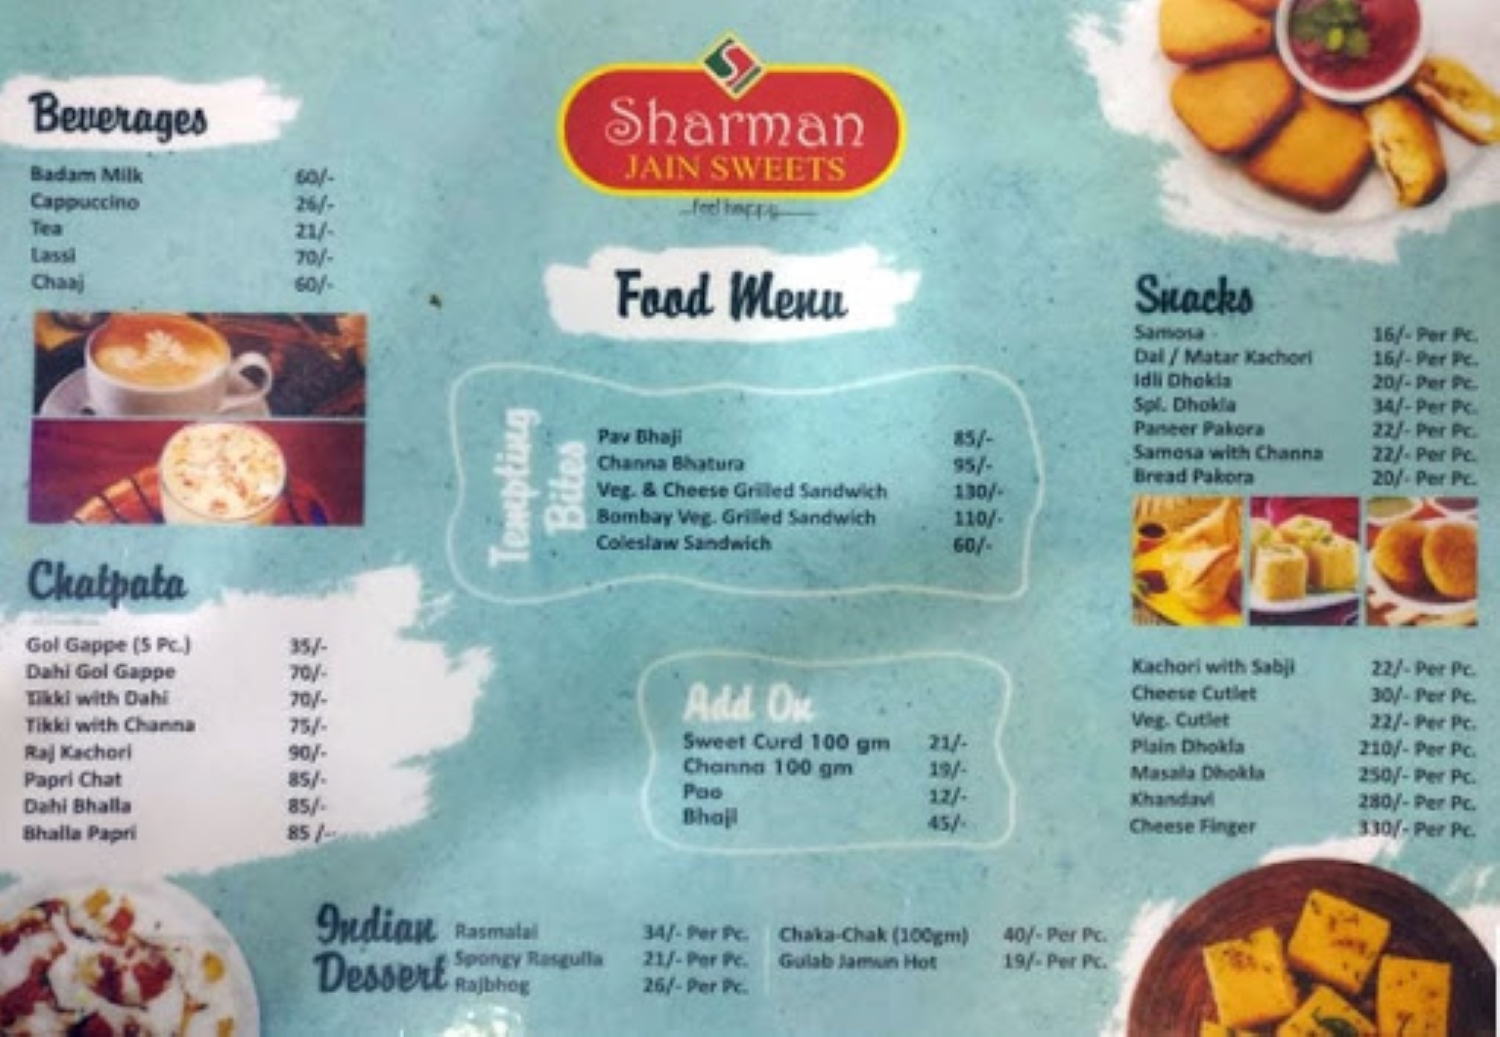 Sharman
JAIN SWEETS
...feel happy......
Food Menu
Beverages
Badam Milk 60/-
Cappuccino 26/-
Tea 21/-
Lassi 70/-
Chaaj 60/-
Chatpata
Gol Gappe (5 Pc.) 35/-
Dahi Gol Gappe 70/-
Tikki with Dahi 70/-
Tikki with Channa 75/-
Raj Kachori 90/-
Papri Chat 85/-
Dahi Bhalla 85/-
Bhalla Papri 85 /-
Tempting
Bites
Pav Bhaji 85/-
Channa Bhatura 95/-
Veg. & Cheese Grilled Sandwich 130/-
Bombay Veg. Grilled Sandwich 110/-
Coleslaw Sandwich 60/-
Add On
Sweet Curd 100 gm 21/-
Channa 100 gm 19/-
Pao 12/-
Bhaji 45/-
Snacks
Samosa 16/- Per Pc.
Dal / Matar Kachori 16/- Per Pc.
Idli Dhokla 20/- Per Pc.
Spl. Dhokla 34/- Per Pc.
Paneer Pakora 22/- Per Pc.
Samosa with Channa 22/- Per Pc.
Bread Pakora 20/- Per Pc.
Kachori with Sabji 22/- Per Pc.
Cheese Cutlet 30/- Per Pc.
Veg. Cutlet 22/- Per Pc.
Plain Dhokla 210/- Per Pc.
Masala Dhokla 250/- Per Pc.
Khandavi 280/- Per Pc.
Cheese Finger 330/- Per Pc.
Indian
Dessert
Rasmalai 34/- Per Pc.
Spongy Rasgulla 21/- Per Pc.
Rajbhog 26/- Per Pc.
Chaka-Chak (100gm) 40/- Per Pc.
Gulab Jamun Hot 19/- Per Pc.